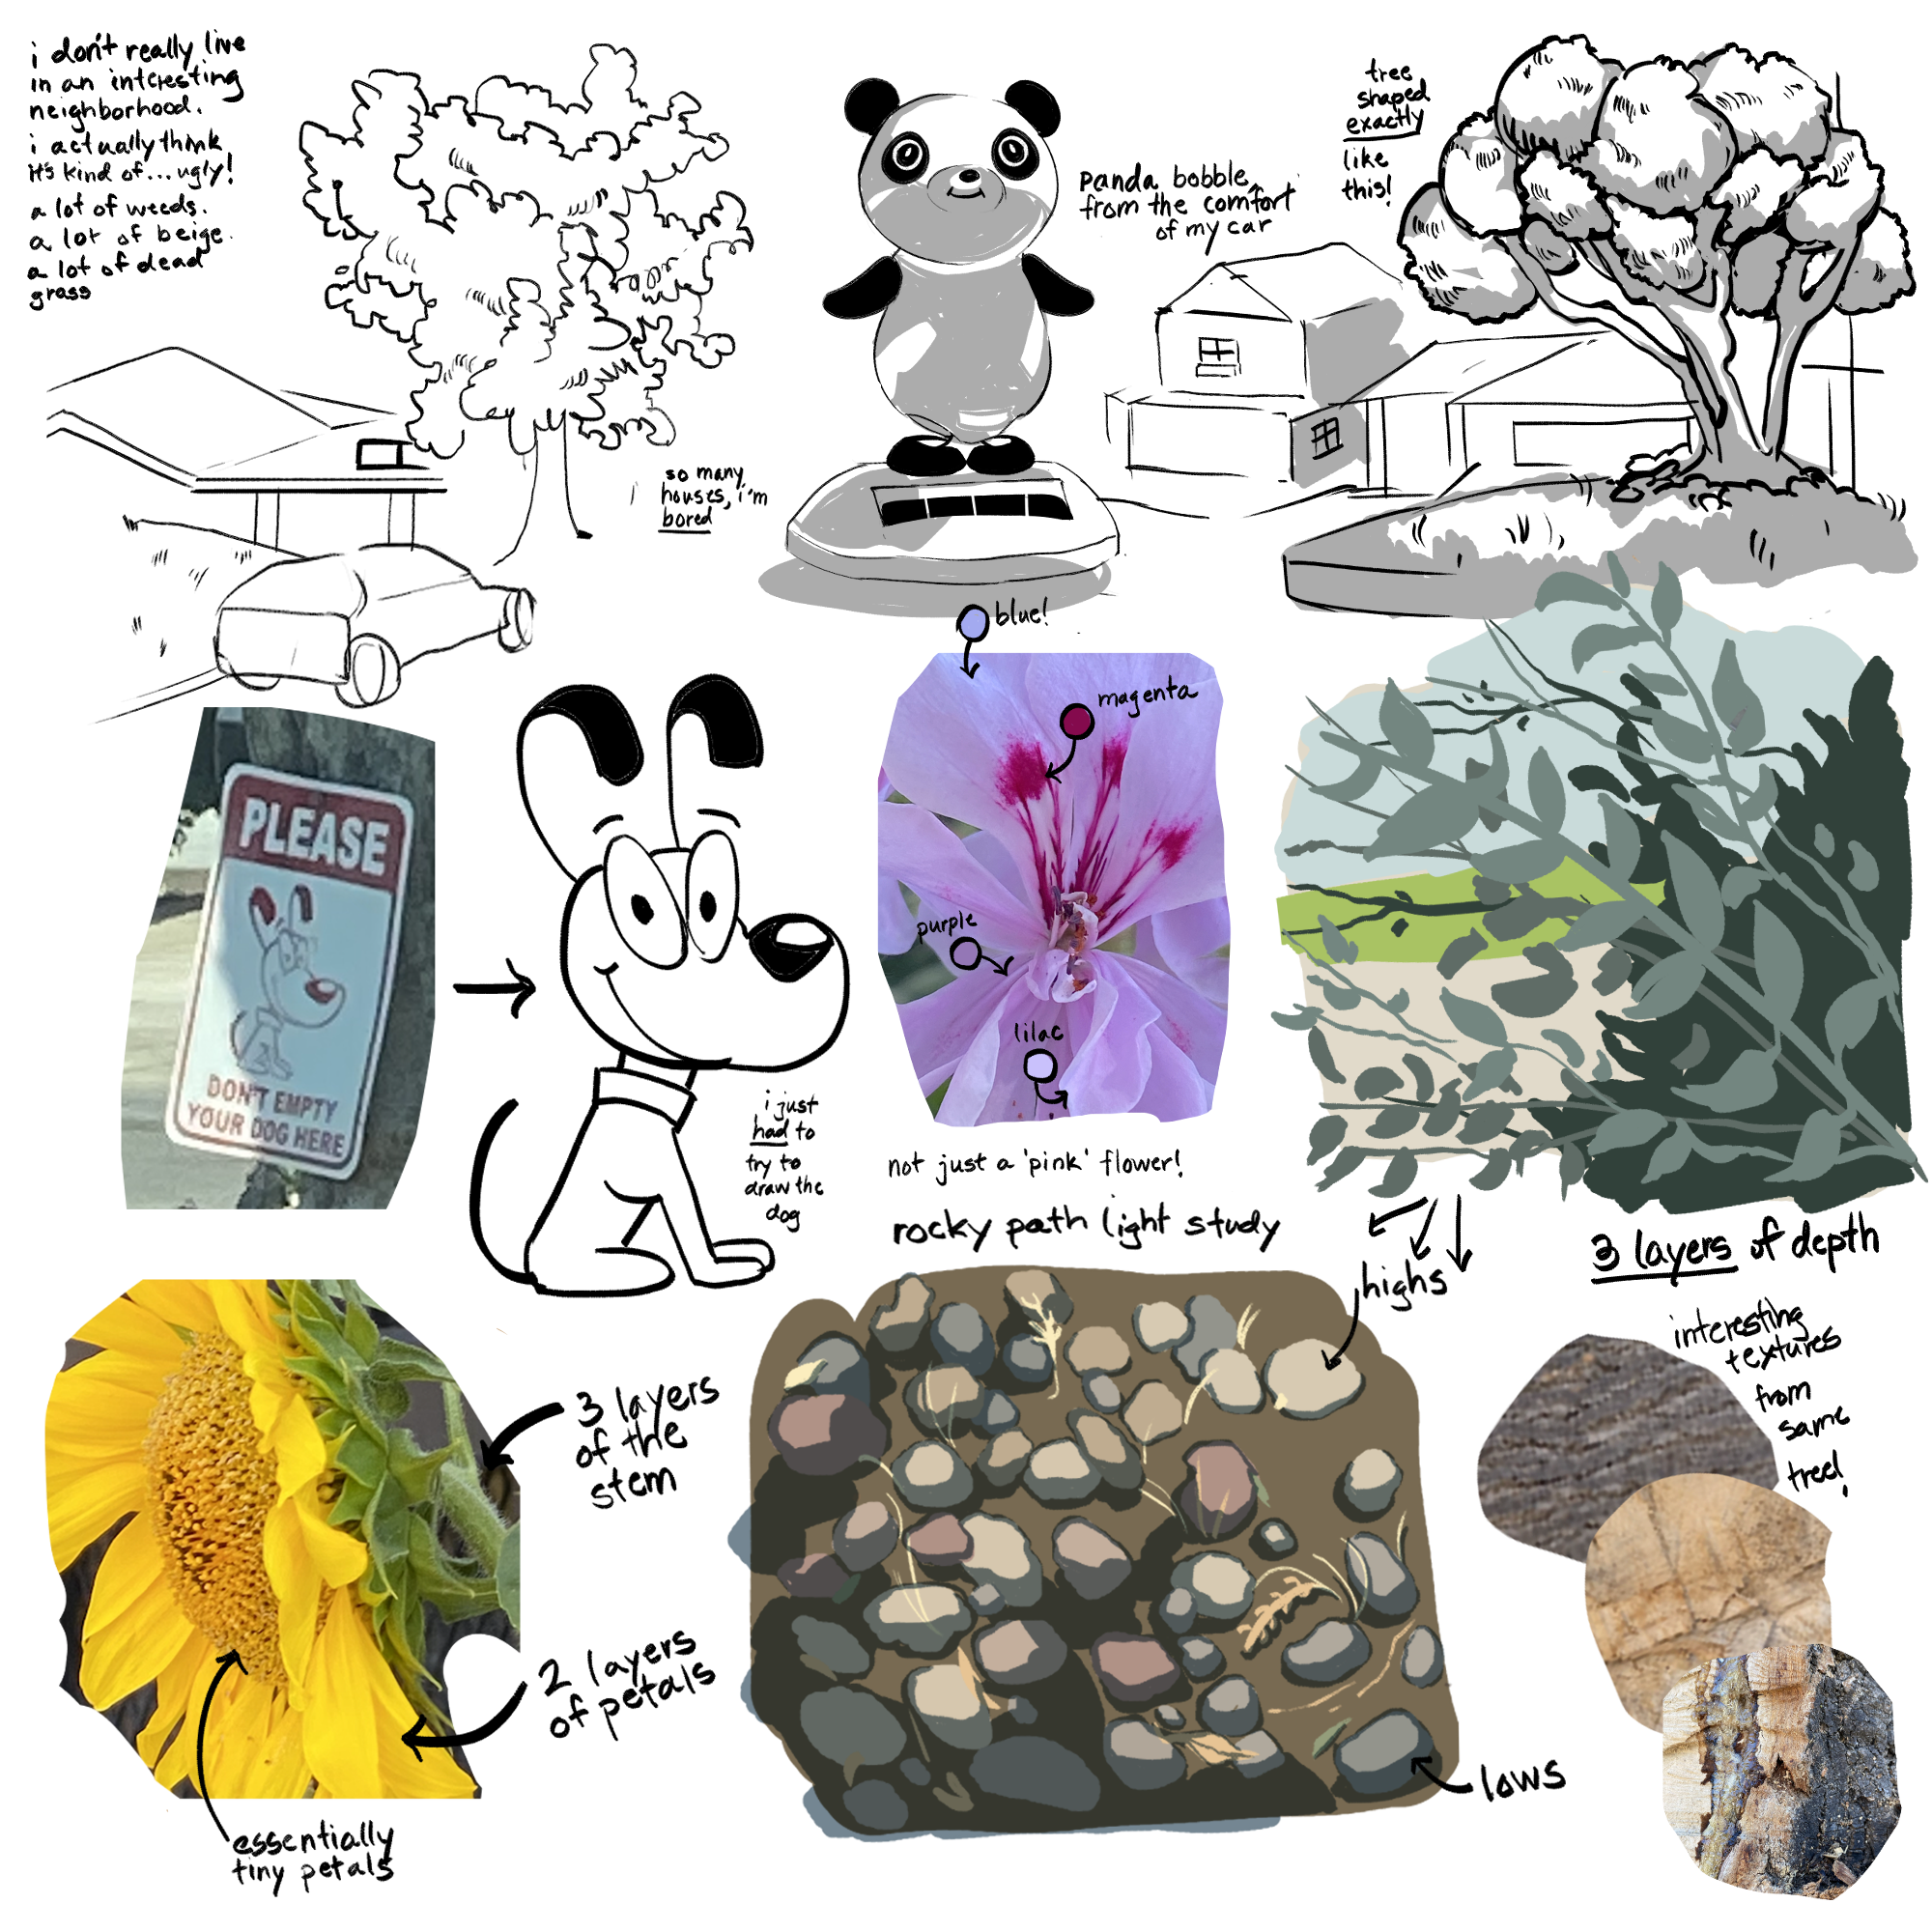 i don't really live
in an interesting
neighborhood.
i actually think
it's kind of...ugly!
a lot of weeds.
a lot of beige.
a lot of dead
grass
so many
houses, i'm
bored
panda bobble,
from the comfort
of my car
tree
shaped
exactly
like
this!
PLEASE
DON'T EMPTY
YOUR DOG HERE
i just
had to
try to
draw the
dog
blue!
magenta
purple
lilac
not just a 'pink' flower!
3 layers of depth
rocky path light study
highs
lows
3 layers
of the
stem
2 layers
of petals
essentially
tiny petals
interesting
textures
from
same
tree!